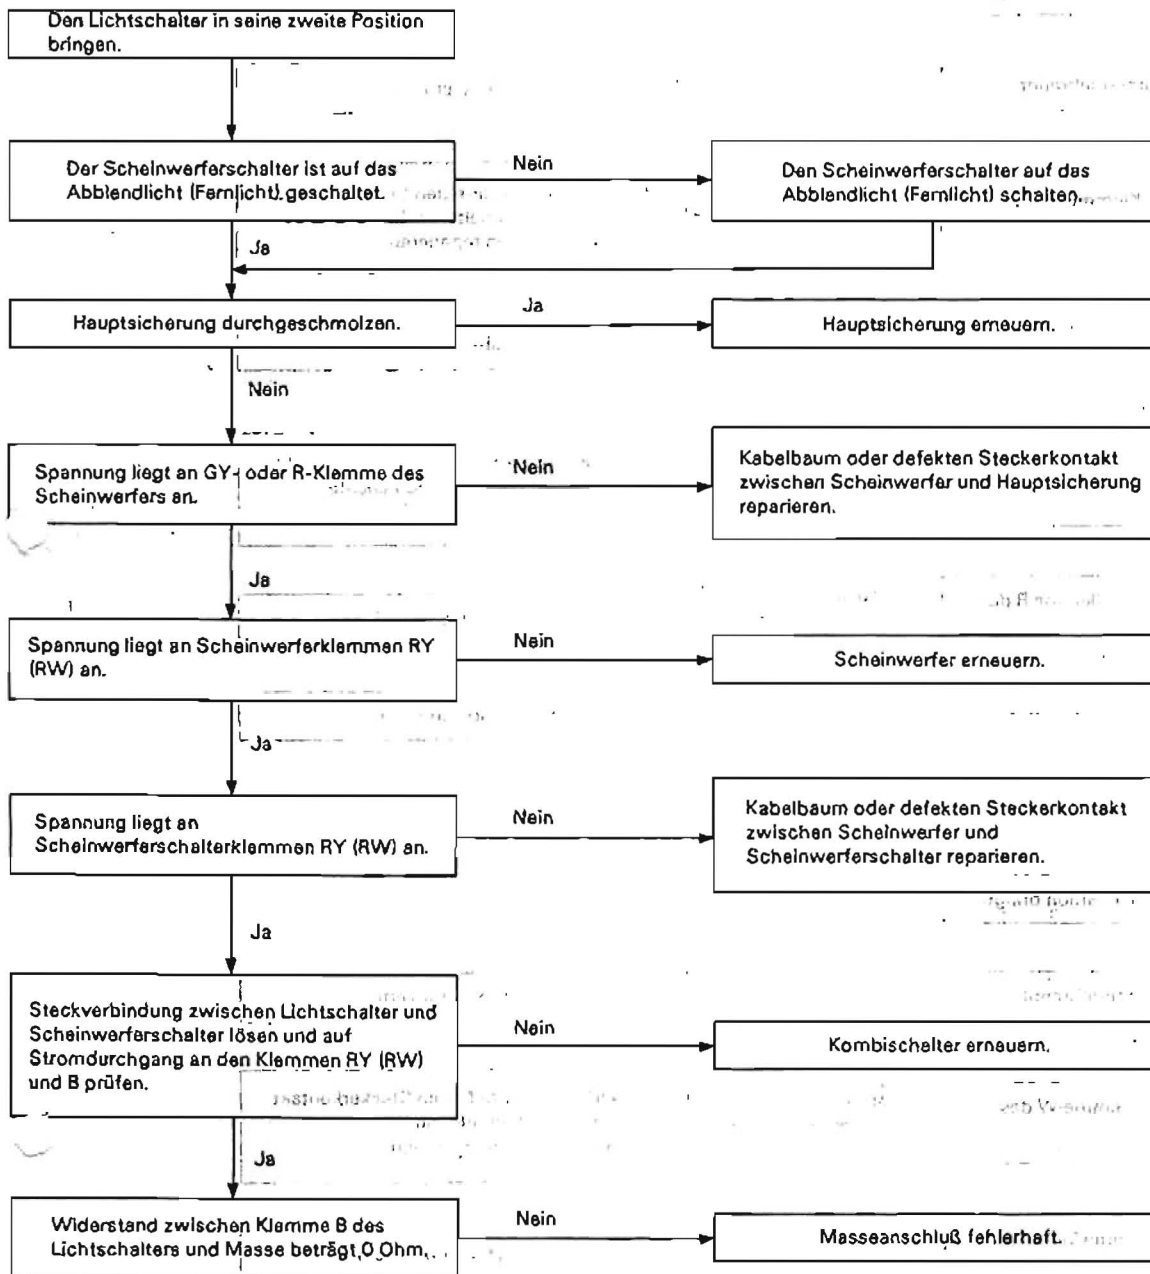 Den Lichtschalter in seine zweite Position
bringen.
Der Scheinwerferschalter ist auf das
Abblendlicht (Fernlicht) geschaltet.
Nein
Den Scheinwerferschalter auf das
Abblendlicht (Fernlicht) schalten.
Ja
Hauptsicherung durchgeschmolzen.
Ja
Hauptsicherung erneuern.
Nein
Spannung liegt an GY- oder R-Klemme des
Scheinwerfers an.
Nein
Kabelbaum oder defekten Steckerkontakt
zwischen Scheinwerfer und Hauptsicherung
reparieren.
Ja
Spannung liegt an Scheinwerferklemmen RY
(RW) an.
Nein
Scheinwerfer erneuern.
Ja
Spannung liegt an
Scheinwerferschalterklemmen RY (RW) an.
Nein
Kabelbaum oder defekten Steckerkontakt
zwischen Scheinwerfer und
Scheinwerferschalter reparieren.
Ja
Steckverbindung zwischen Lichtschalter und
Scheinwerferschalter lösen und auf
Stromdurchgang an den Klemmen RY (RW)
und B prüfen.
Nein
Kombischalter erneuern.
Ja
Widerstand zwischen Klemme B des
Lichtschalters und Masse beträgt 0 Ohm.
Nein
Masseanschluß fehlerhaft.